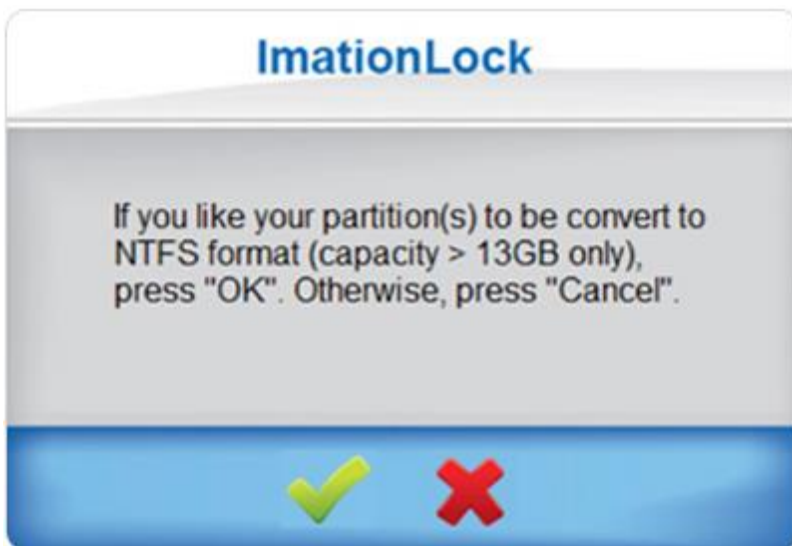 ImationLock
If you like your partition(s) to be convert to
NTFS format (capacity > 13GB only),
press "OK". Otherwise, press "Cancel".